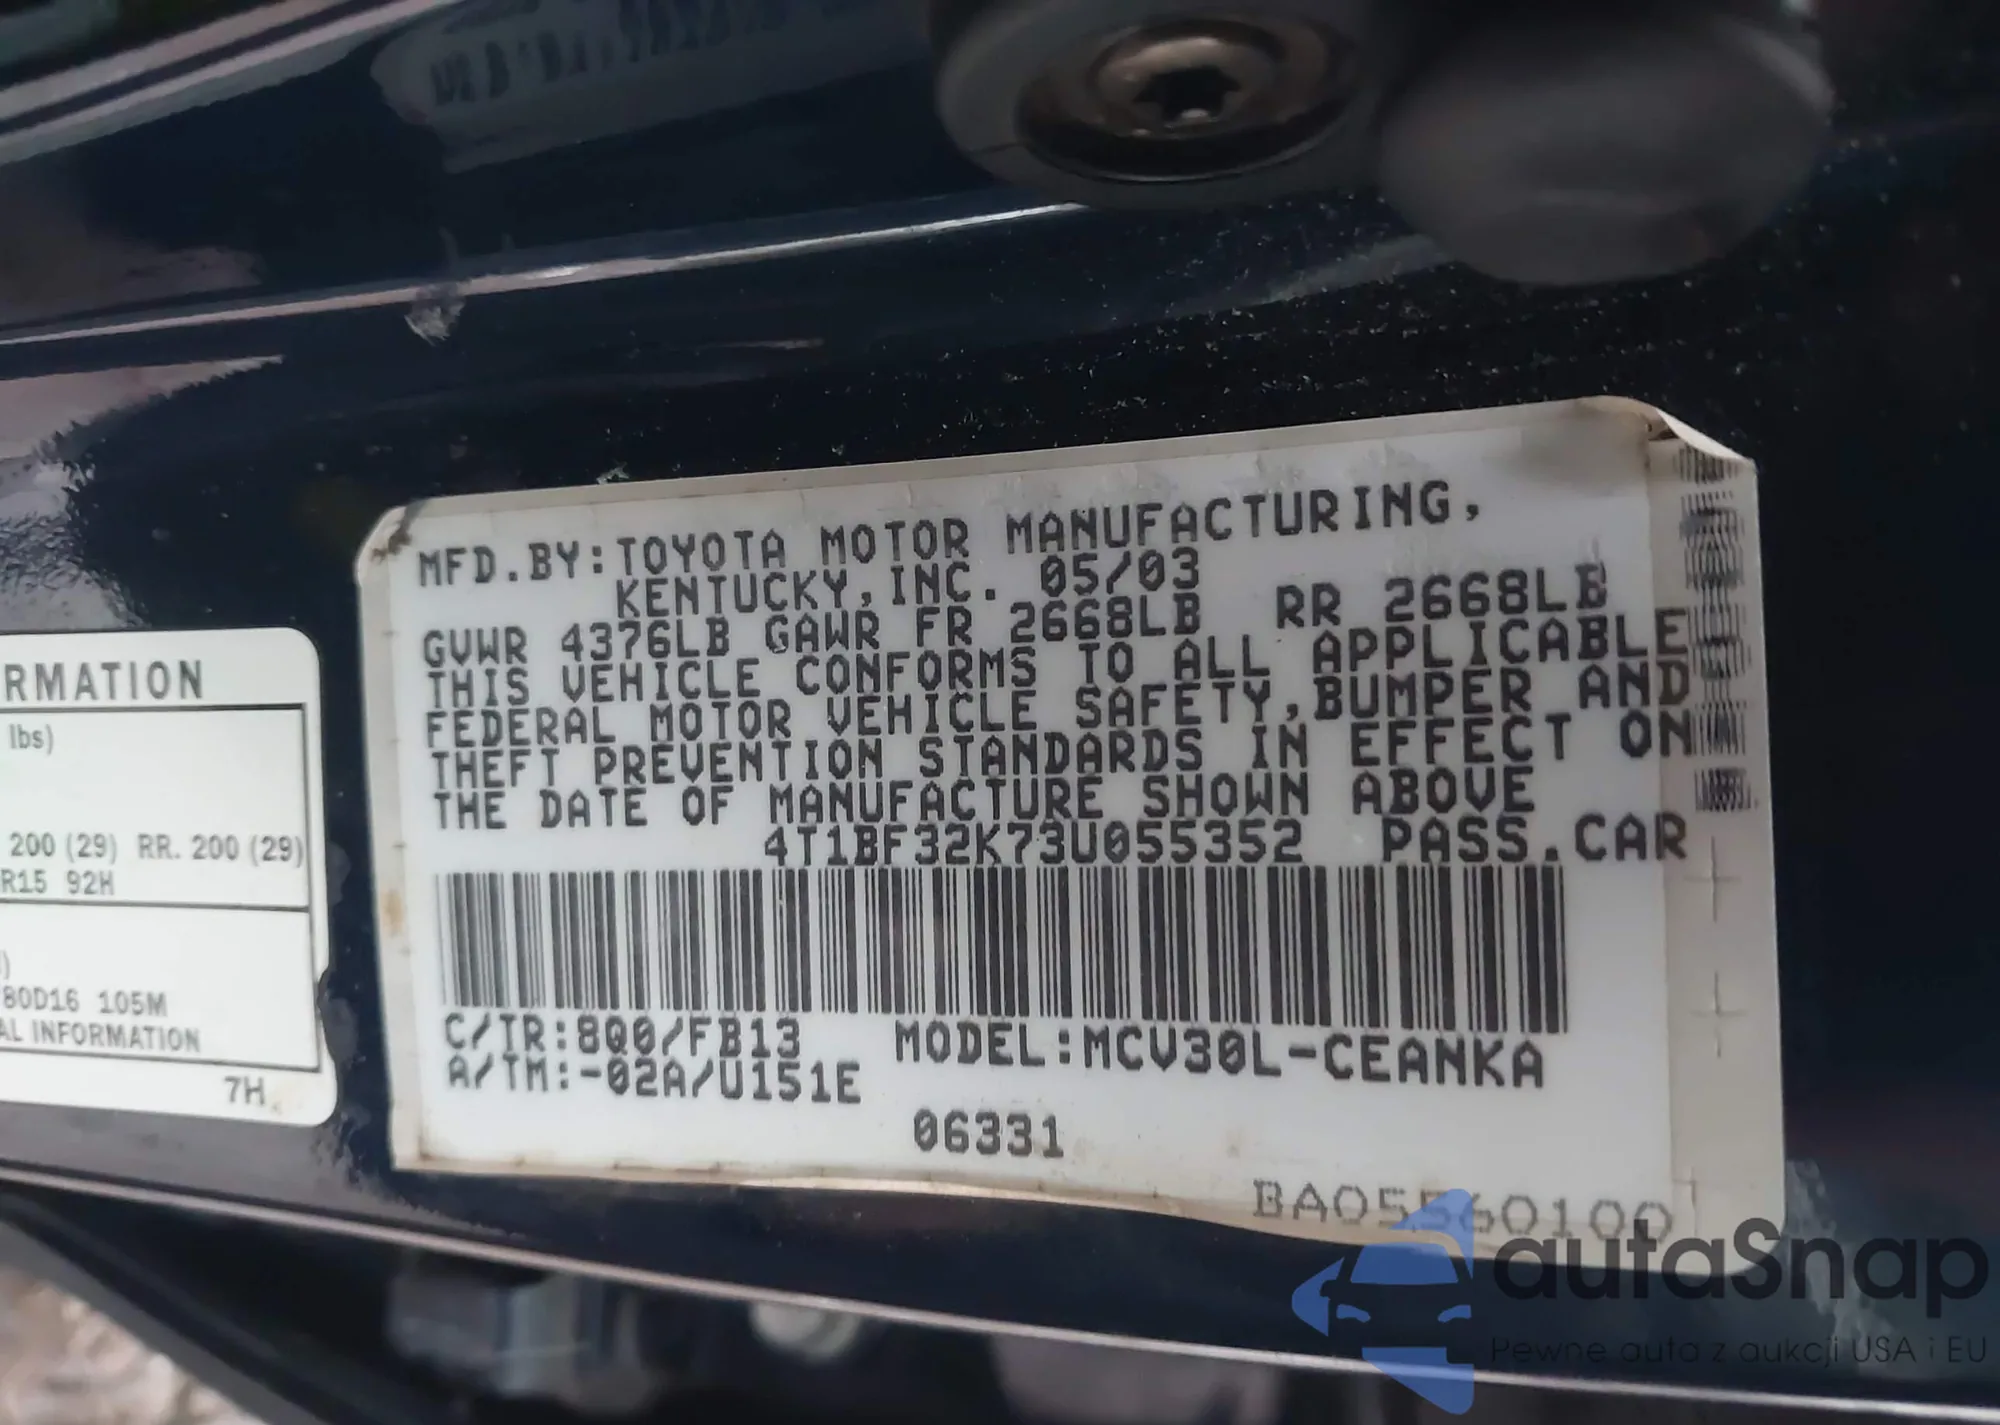 MFD.BY:TOYOTA MOTOR MANUFACTURING,
KENTUCKY,INC. 05/03
GVWR 4376LB GAWR FR 2668LB RR 2668LB
THIS VEHICLE CONFORMS TO ALL APPLICABLE
FEDERAL MOTOR VEHICLE SAFETY,BUMPER AND
THEFT PREVENTION STANDARDS IN EFFECT ON
THE DATE OF MANUFACTURE SHOWN ABOVE
4T1BF32K73U055352 PASS.CAR
C/TR:8Q0/FB13 MODEL:MCV30L-CEANKA
A/TM:-02A/U151E
06331
BA05560100
RMATION
lbs)
200 (29) RR. 200 (29)
R15 92H
)
80D16 105M
AL INFORMATION
7H
autaSnap
Pewne auta z aukcji USA i EU